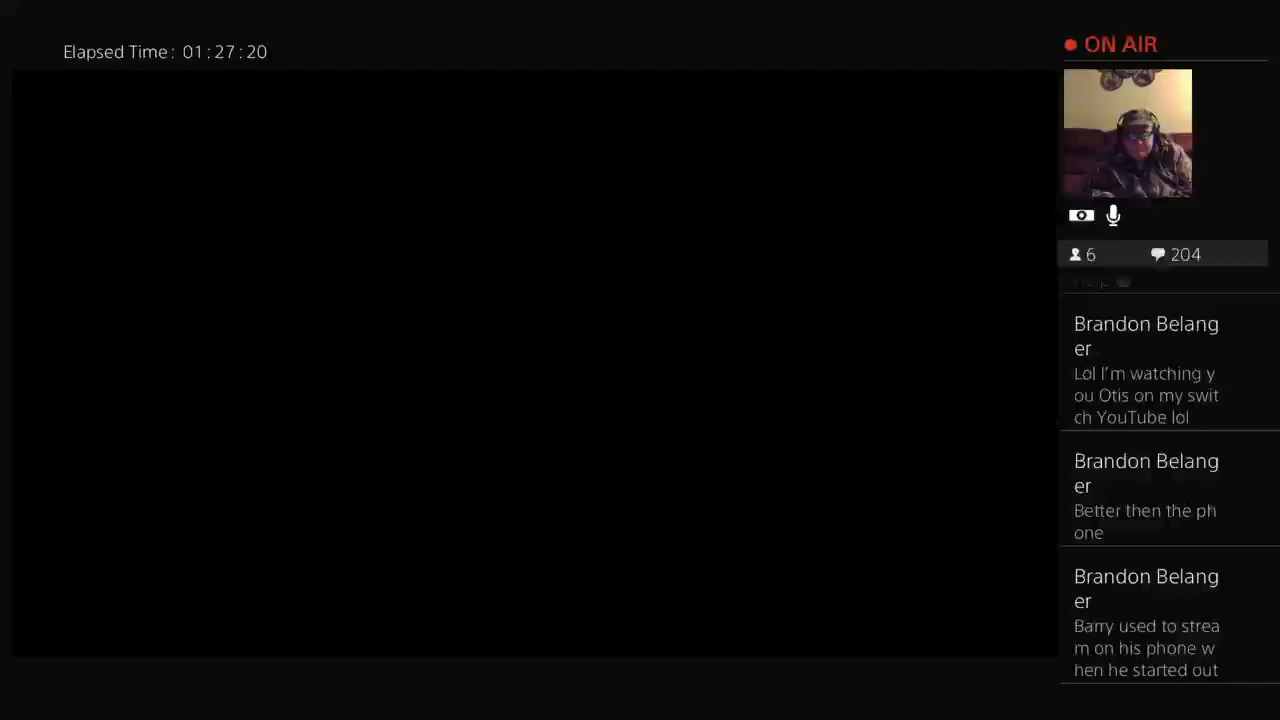 Elapsed Time: 01:27:20
ON AIR
6
204
Brandon Belang
er
Lol I'm watching y
ou Otis on my swit
ch YouTube lol
Brandon Belang
er
Better then the ph
one
Brandon Belang
er
Barry used to strea
m on his phone w
hen he started out